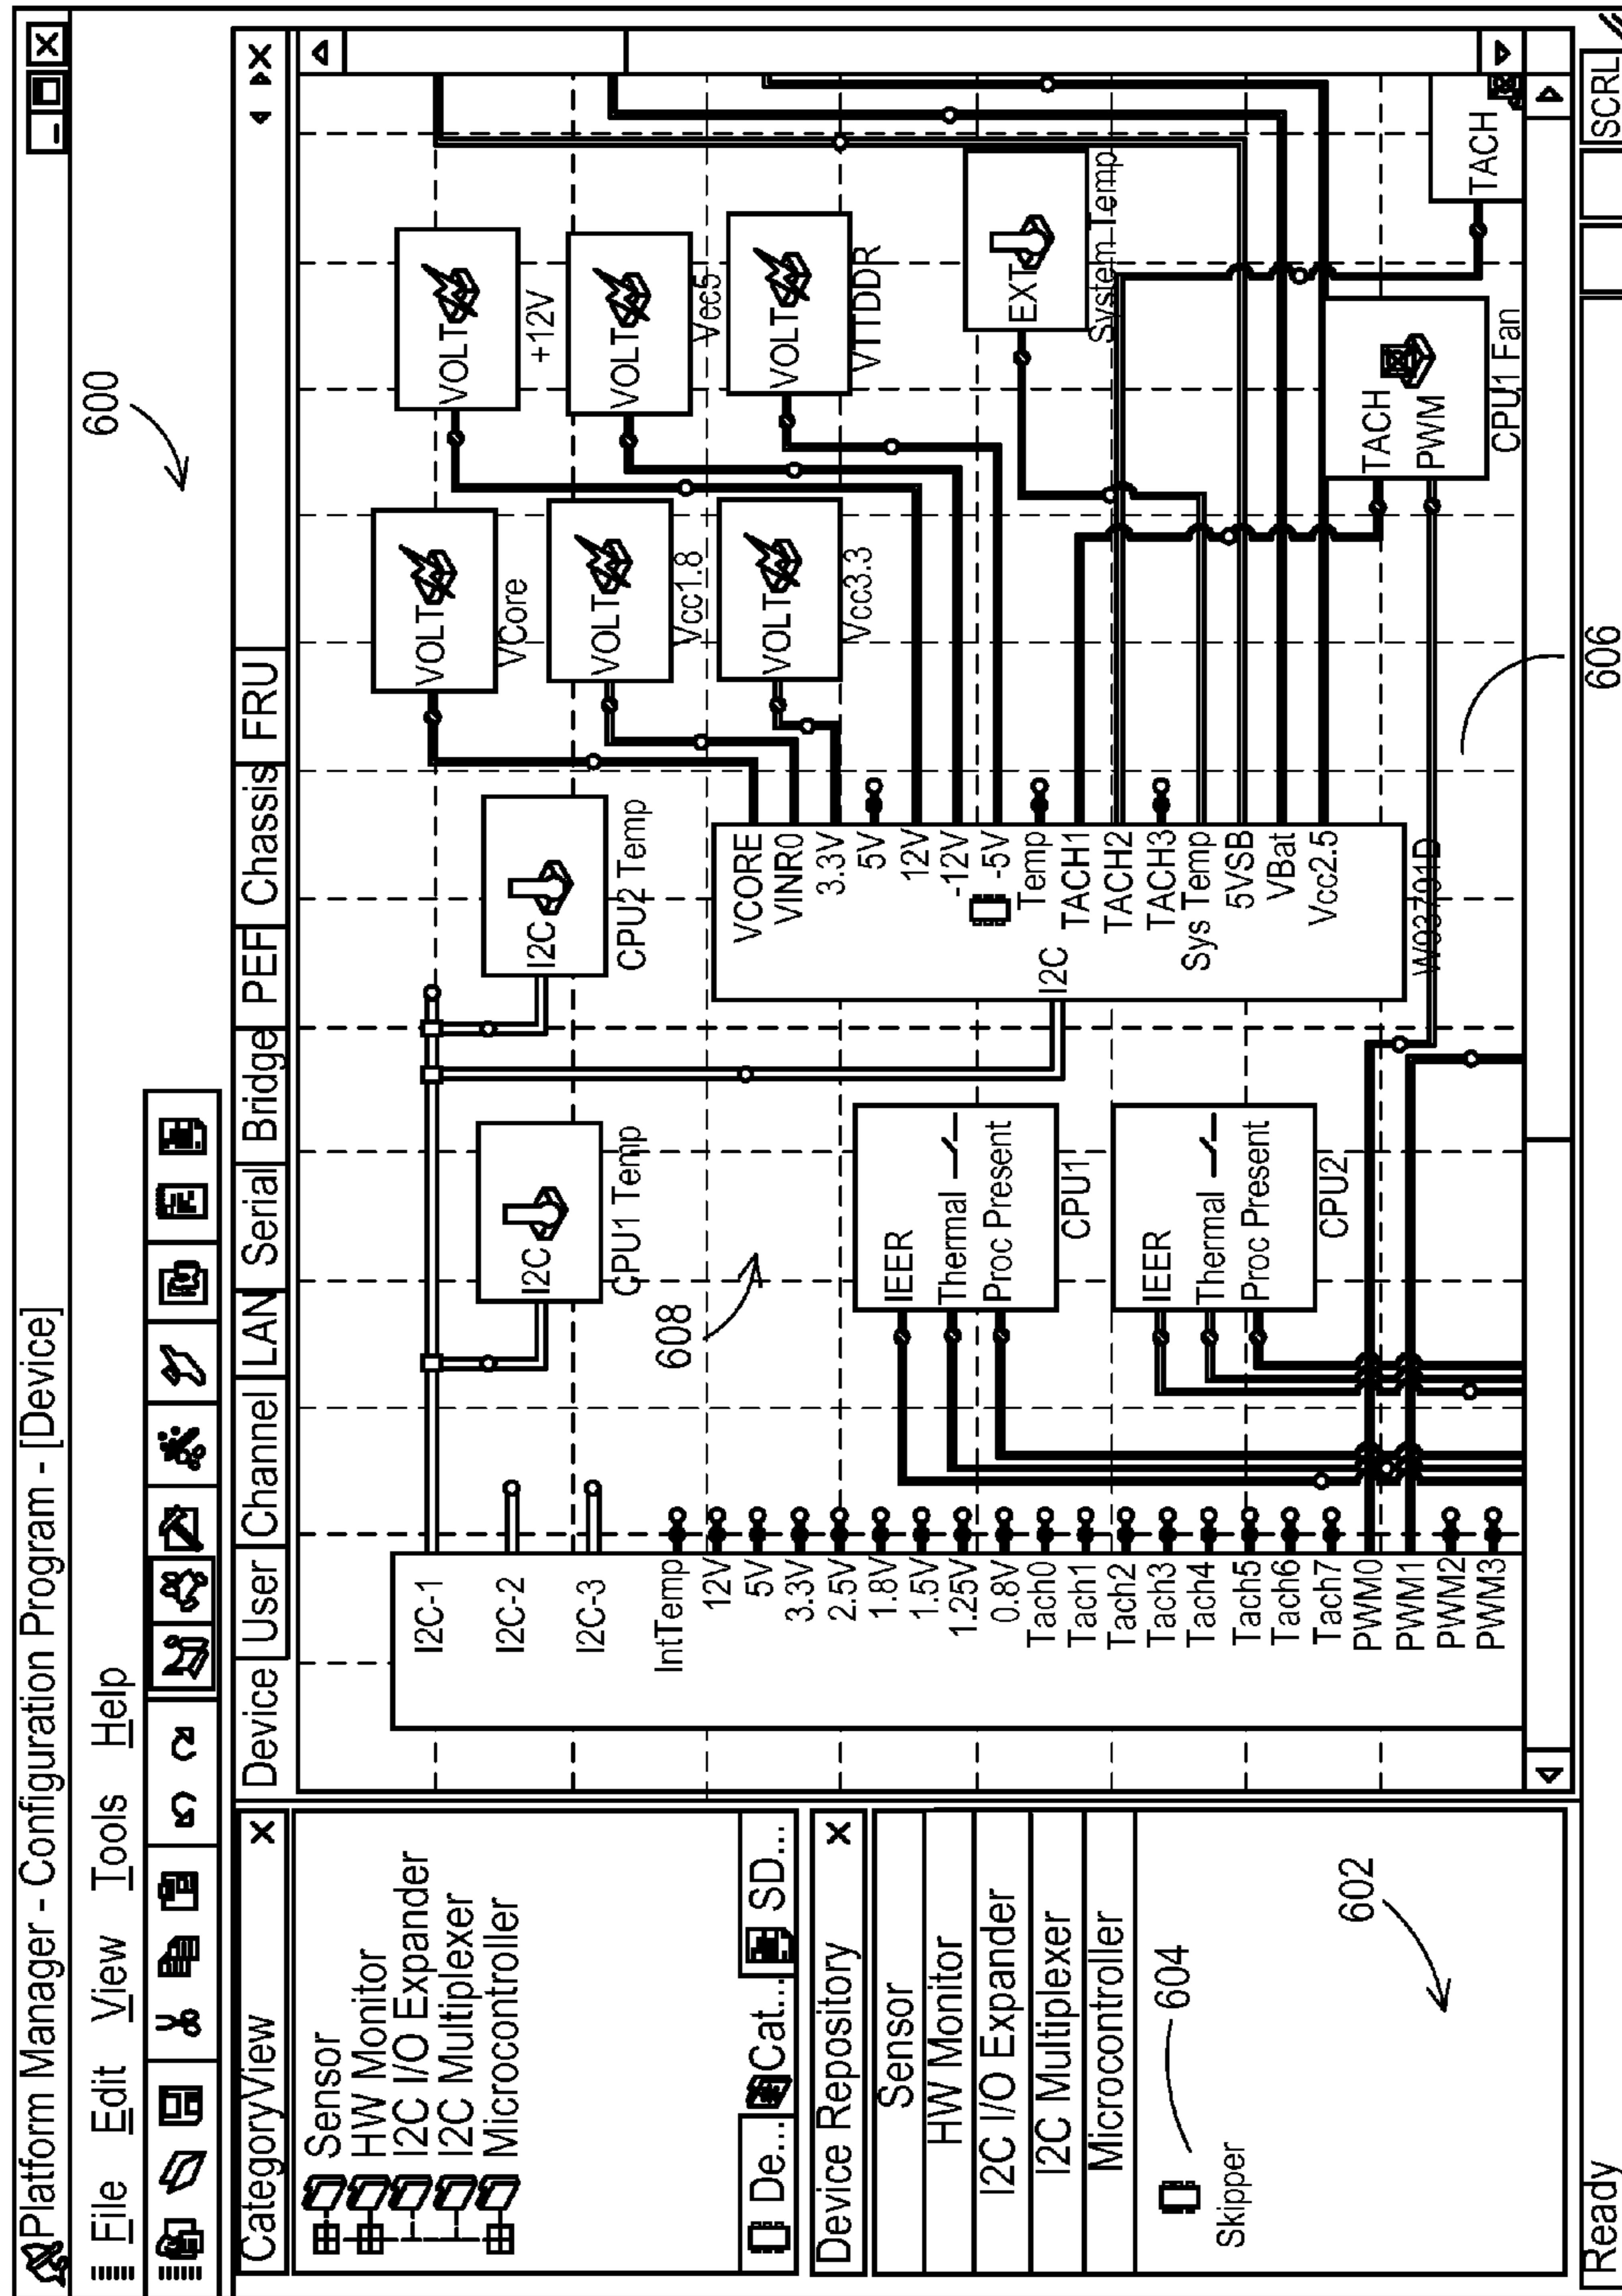 Platform Manager - Configuration Program - [Device]
File Edit View Tools Help
600
CategoryView
Sensor
HW Monitor
I2C I/O Expander
I2C Multiplexer
Microcontroller
De... Cat... SD...
Device Repository
Sensor
HW Monitor
I2C I/O Expander
I2C Multiplexer
Microcontroller
604
Skipper
602
Device User Channel LAN Serial Bridge PEF Chassis FRU
I2C-1
I2C-2
I2C-3
IntTemp
12V
5V
3.3V
2.5V
1.8V
1.5V
1.25V
0.8V
Tach0
Tach1
Tach2
Tach3
Tach4
Tach5
Tach6
Tach7
PWM0
PWM1
PWM2
PWM3
I2C
CPU1 Temp
608
IEER
Thermal
Proc Present
CPU1
IEER
Thermal
Proc Present
CPU2
I2C
CPU2 Temp
I2C
VCORE
VINR0
3.3V
5V
12V
-12V
-5V
Temp
TACH1
TACH2
TACH3
Sys Temp
5VSB
VBat
Vcc2.5
W83791D
VOLT
VCore
VOLT
Vcc1.8
VOLT
Vcc3.3
VOLT
+12V
VOLT
Vcc5
VOLT
VTTDDR
EXT
System Temp
TACH
PWM
CPU1 Fan
TACH
606
Ready
SCRL